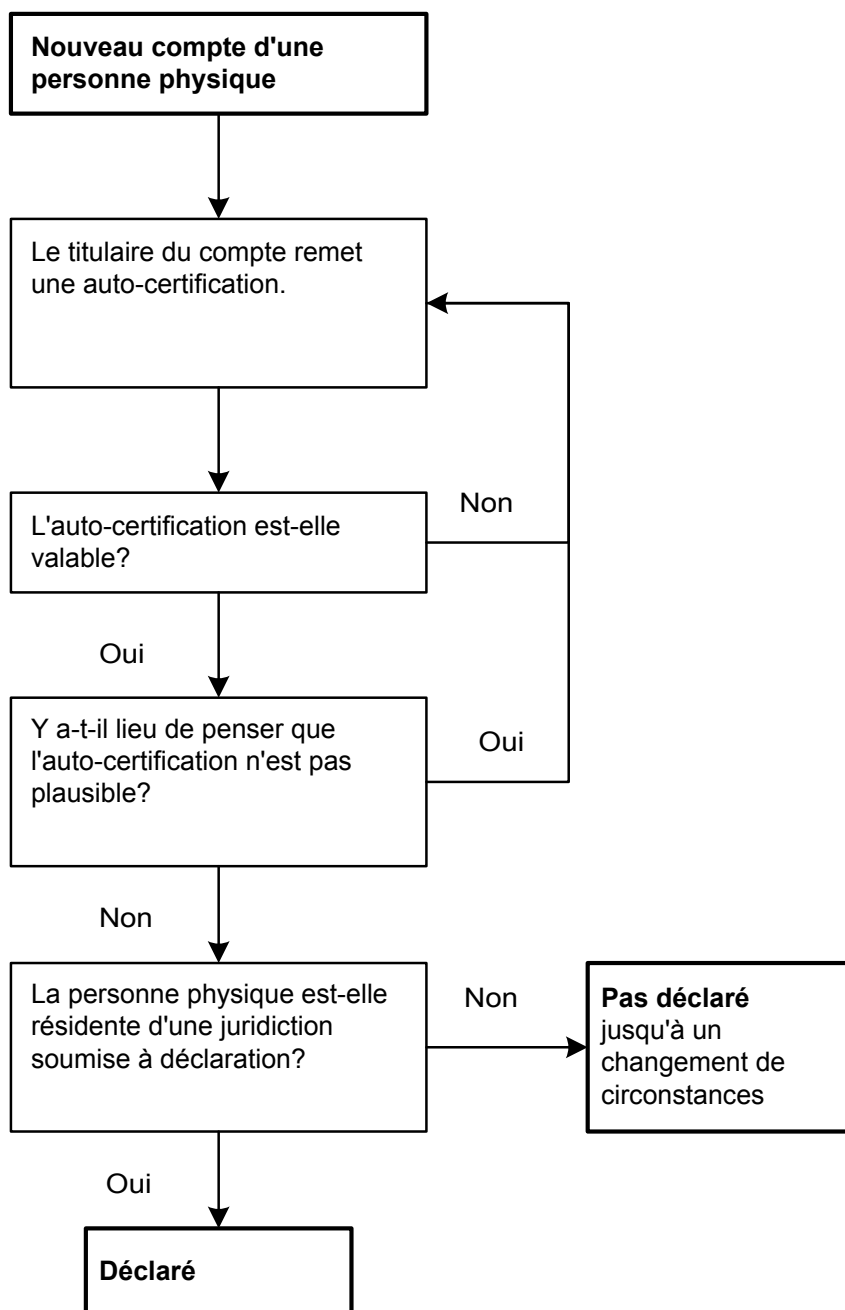 Nouveau compte d'une
personne physique
Le titulaire du compte remet
une auto-certification.
L'auto-certification est-elle
valable?
Non
Oui
Y a-t-il lieu de penser que
l'auto-certification n'est pas
plausible?
Oui
Non
La personne physique est-elle
résidente d'une juridiction
soumise à déclaration?
Non
Pas déclaré
jusqu'à un
changement de
circonstances
Oui
Déclaré